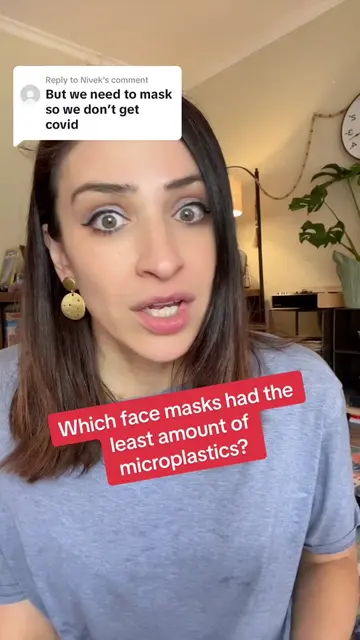 Reply to Nivek's comment
But we need to mask
so we don't get
covid
Which face masks had the
least amount of
microplastics?